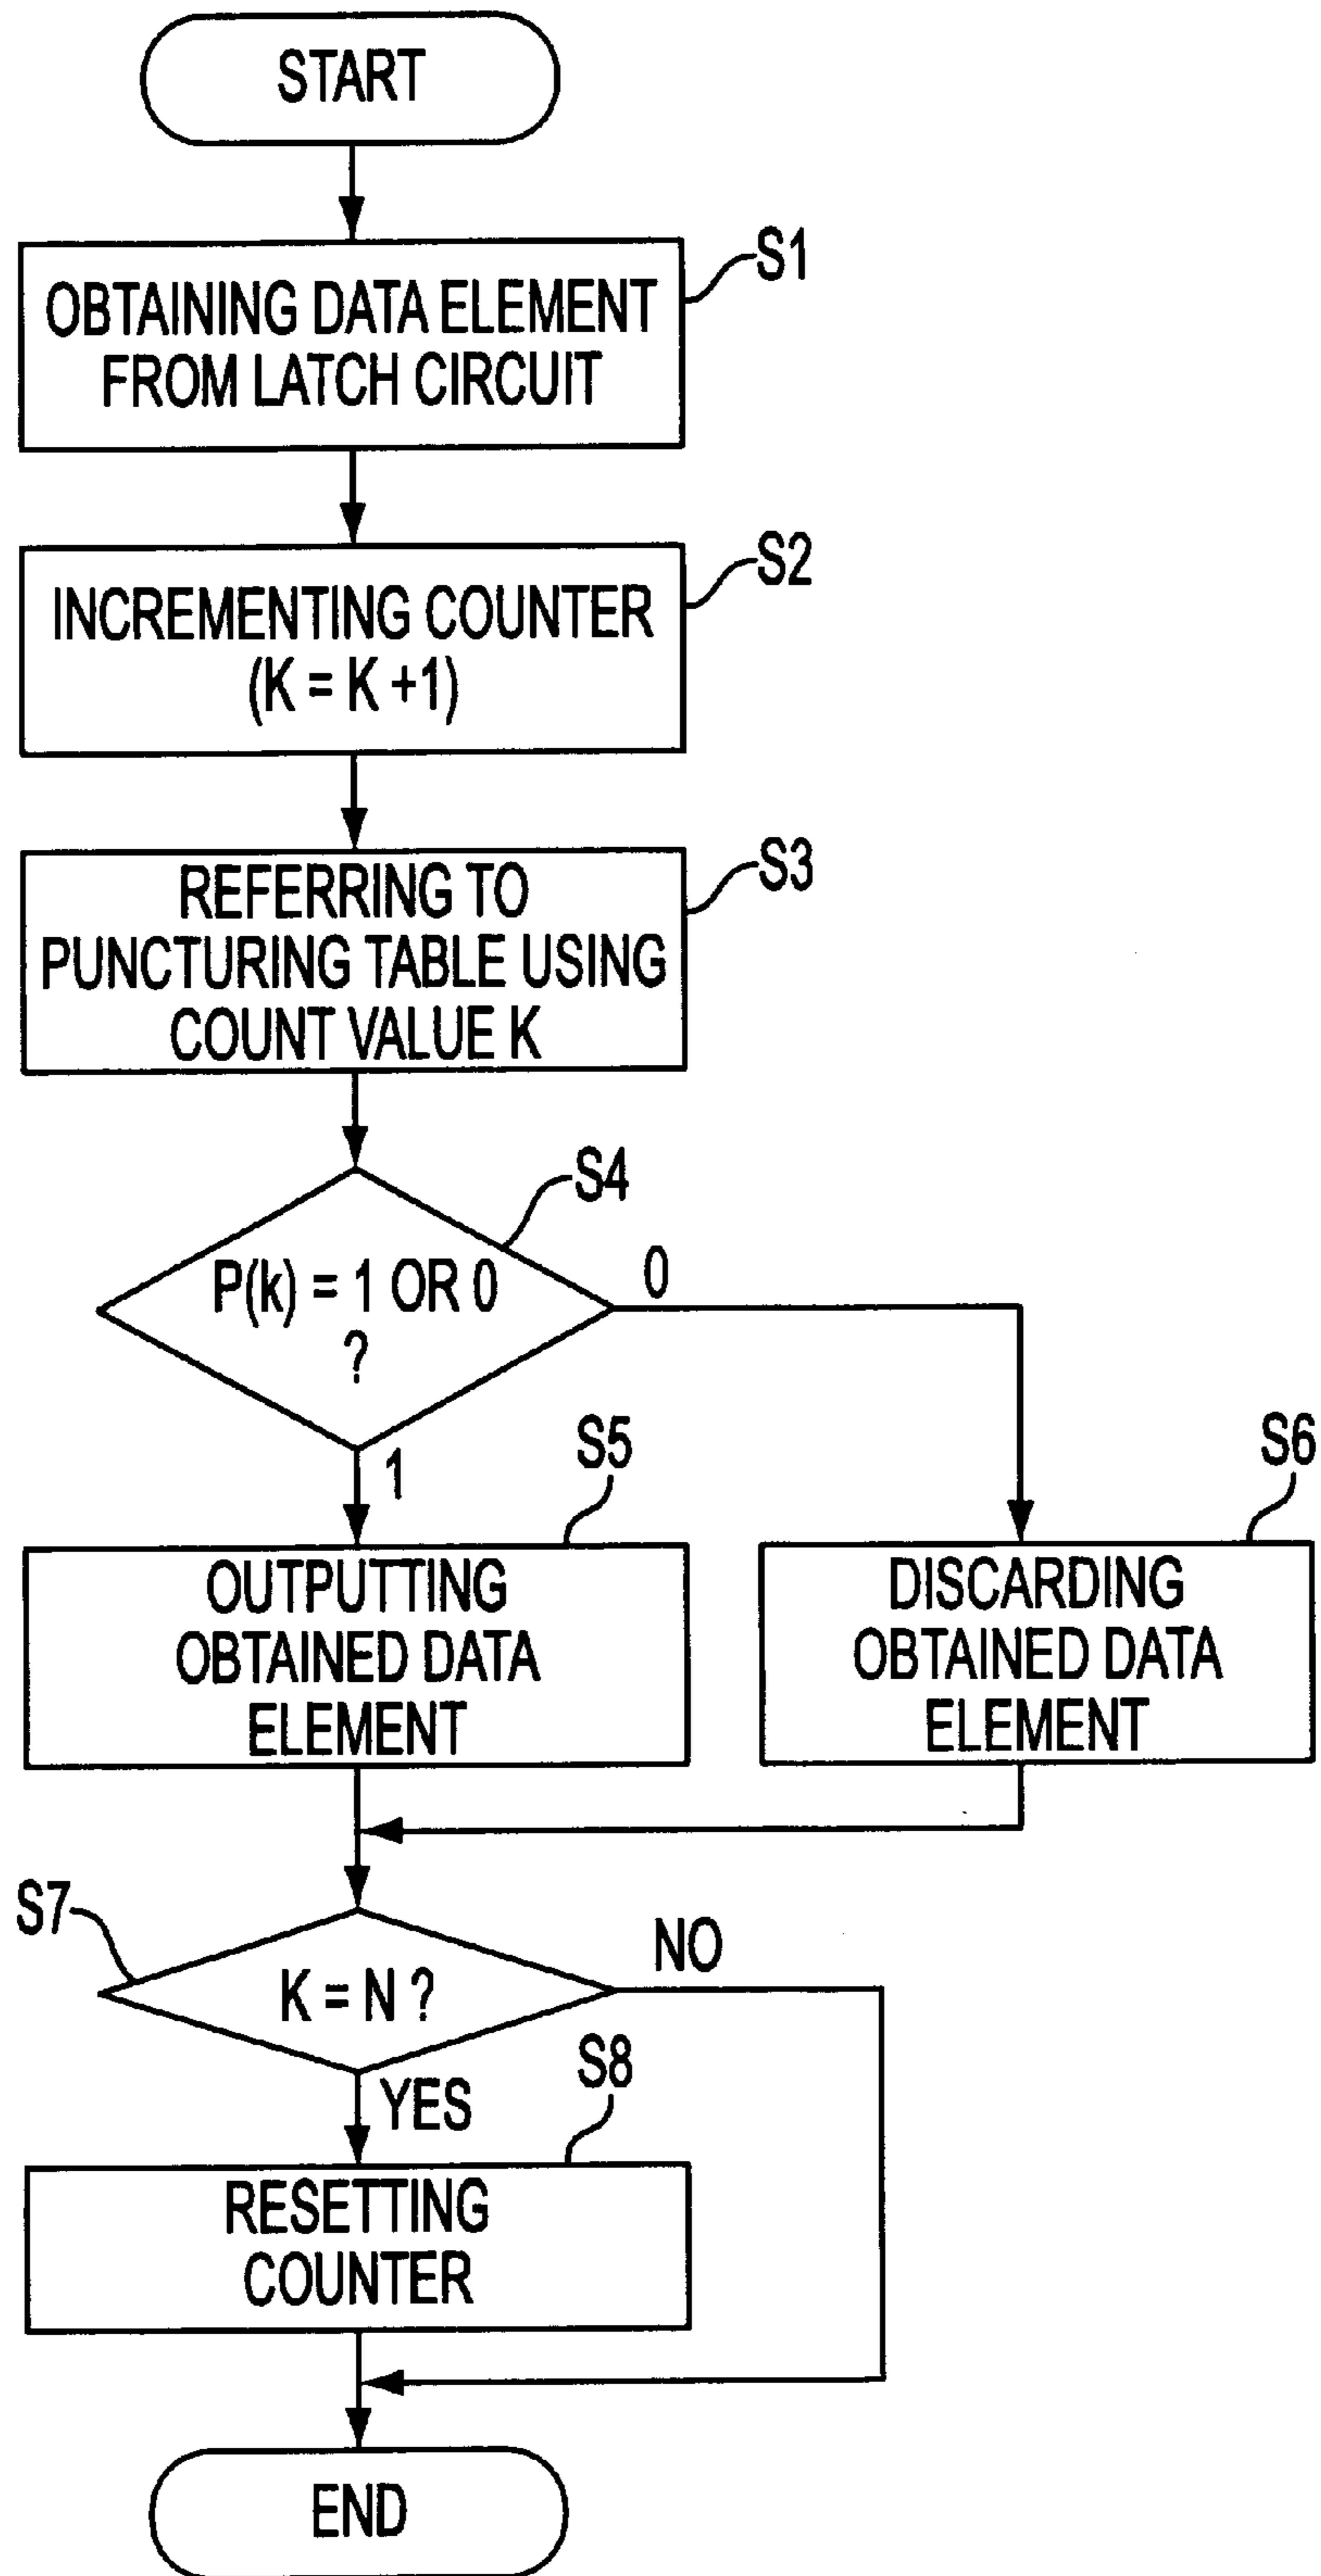 START
S1
OBTAINING DATA ELEMENT
FROM LATCH CIRCUIT
S2
INCREMENTING COUNTER
(K = K +1)
S3
REFERRING TO
PUNCTURING TABLE USING
COUNT VALUE K
S4
P(k) = 1 OR 0
?
0
1
S5
OUTPUTTING
OBTAINED DATA
ELEMENT
S6
DISCARDING
OBTAINED DATA
ELEMENT
S7
K = N ?
NO
YES
S8
RESETTING
COUNTER
END